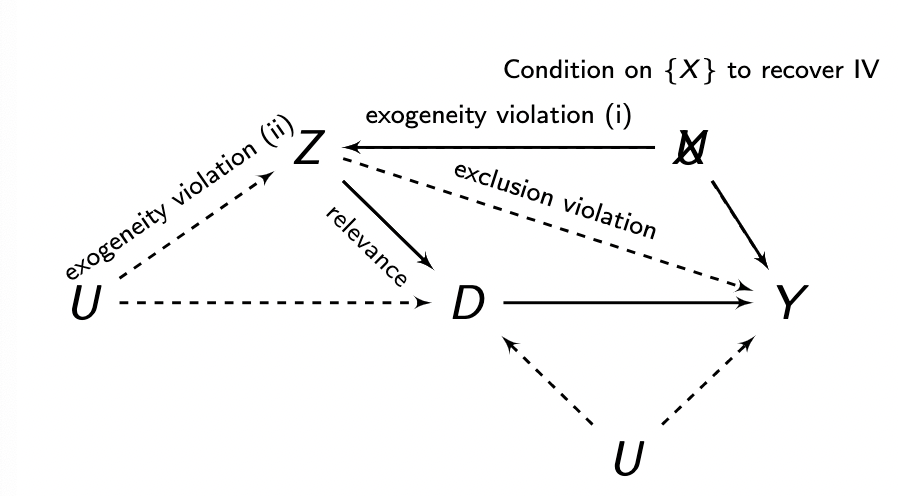 Condition on {X} to recover IV
exogeneity violation (i)
exogeneity violation (ii)
Z
exclusion violation
relevance
U
D
Y
U